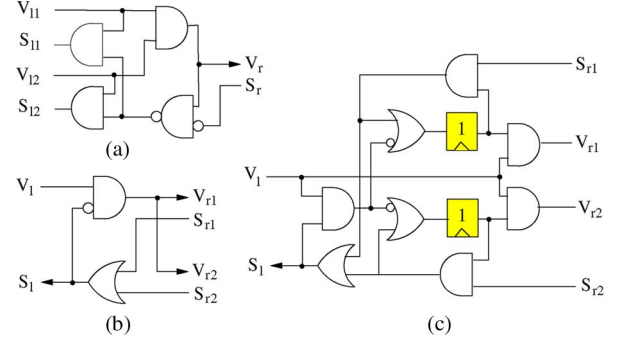 V_l1
S_l1
V_l2
S_l2
V_r
S_r
(a)
V_l
S_l
V_r1
S_r1
V_r2
S_r2
(b)
S_r1
1
V_r1
V_l
1
V_r2
S_l
S_r2
(c)